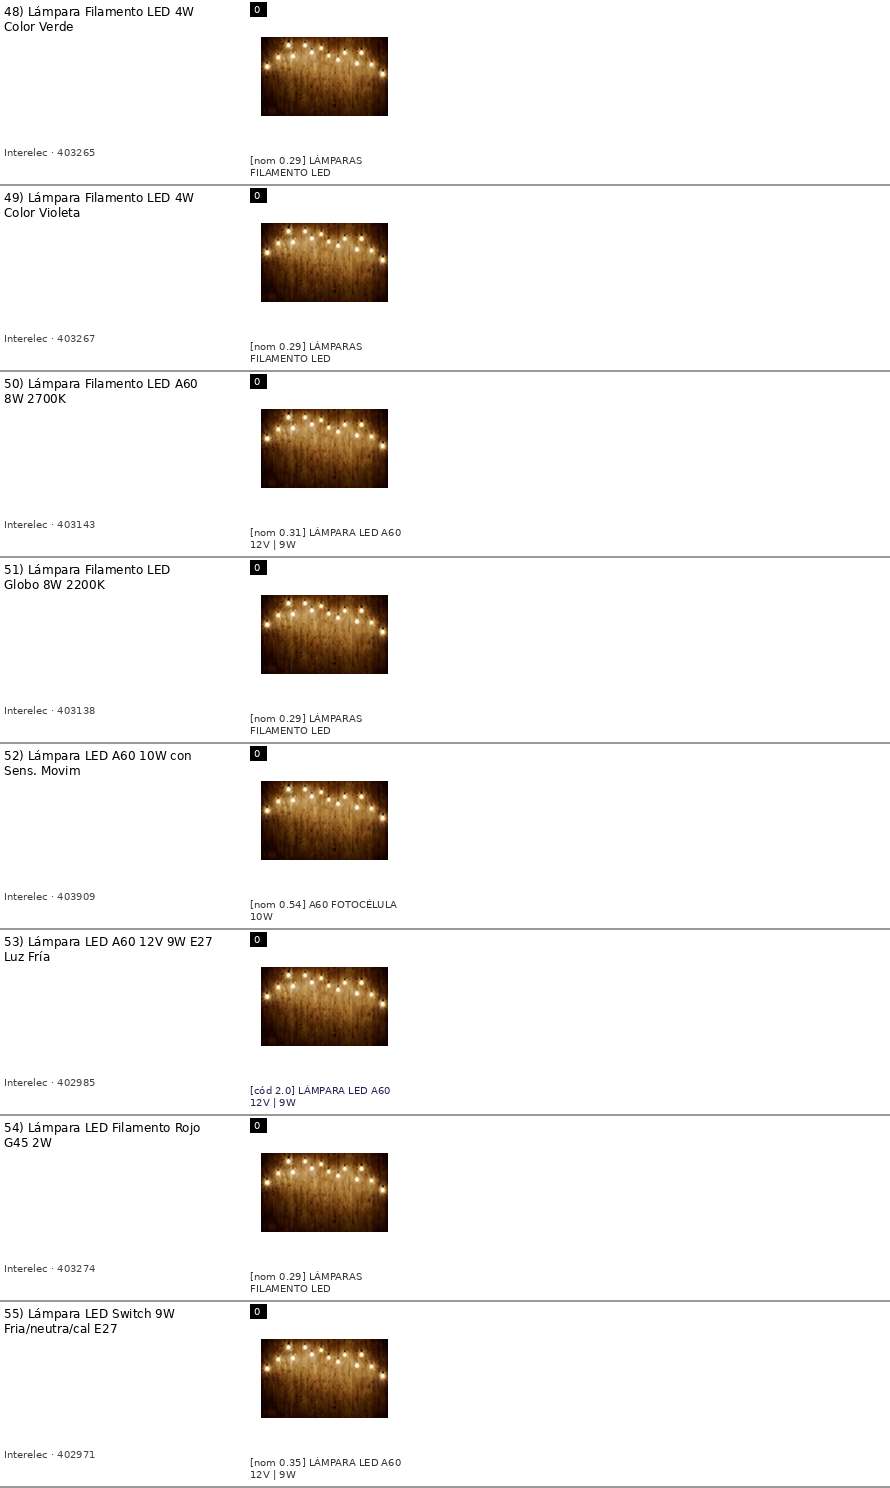 48) Lámpara Filamento LED 4W
Color Verde
0
Interelec · 403265
[nom 0.29] LÁMPARAS
FILAMENTO LED
49) Lámpara Filamento LED 4W
Color Violeta
0
Interelec · 403267
[nom 0.29] LÁMPARAS
FILAMENTO LED
50) Lámpara Filamento LED A60
8W 2700K
0
Interelec · 403143
[nom 0.31] LÁMPARA LED A60
12V | 9W
51) Lámpara Filamento LED
Globo 8W 2200K
0
Interelec · 403138
[nom 0.29] LÁMPARAS
FILAMENTO LED
52) Lámpara LED A60 10W con
Sens. Movim
0
Interelec · 403909
[nom 0.54] A60 FOTOCÉLULA
10W
53) Lámpara LED A60 12V 9W E27
Luz Fría
0
Interelec · 402985
[cód 2.0] LÁMPARA LED A60
12V | 9W
54) Lámpara LED Filamento Rojo
G45 2W
0
Interelec · 403274
[nom 0.29] LÁMPARAS
FILAMENTO LED
55) Lámpara LED Switch 9W
Fria/neutra/cal E27
0
Interelec · 402971
[nom 0.35] LÁMPARA LED A60
12V | 9W